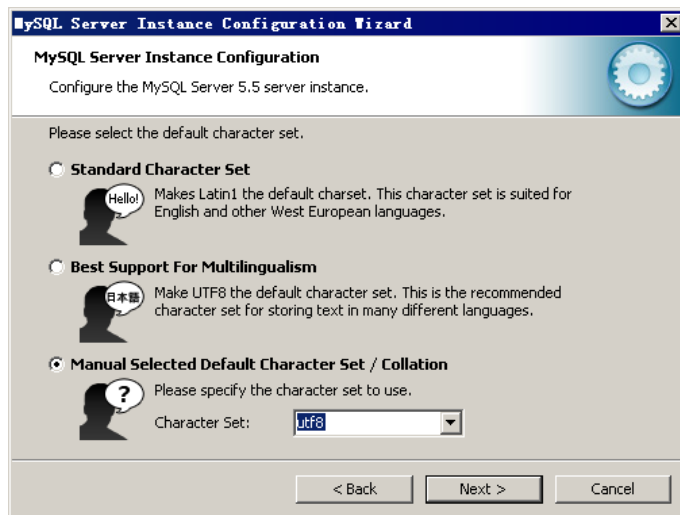 MySQL Server Instance Configuration Wizard
MySQL Server Instance Configuration
Configure the MySQL Server 5.5 server instance.
Please select the default character set.
Standard Character Set
Hello!
Makes Latin1 the default charset. This character set is suited for
English and other West European languages.
Best Support For Multilingualism
日本語
Make UTF8 the default character set. This is the recommended
character set for storing text in many different languages.
Manual Selected Default Character Set / Collation
?
Please specify the character set to use.
Character Set: utf8
< Back Next > Cancel